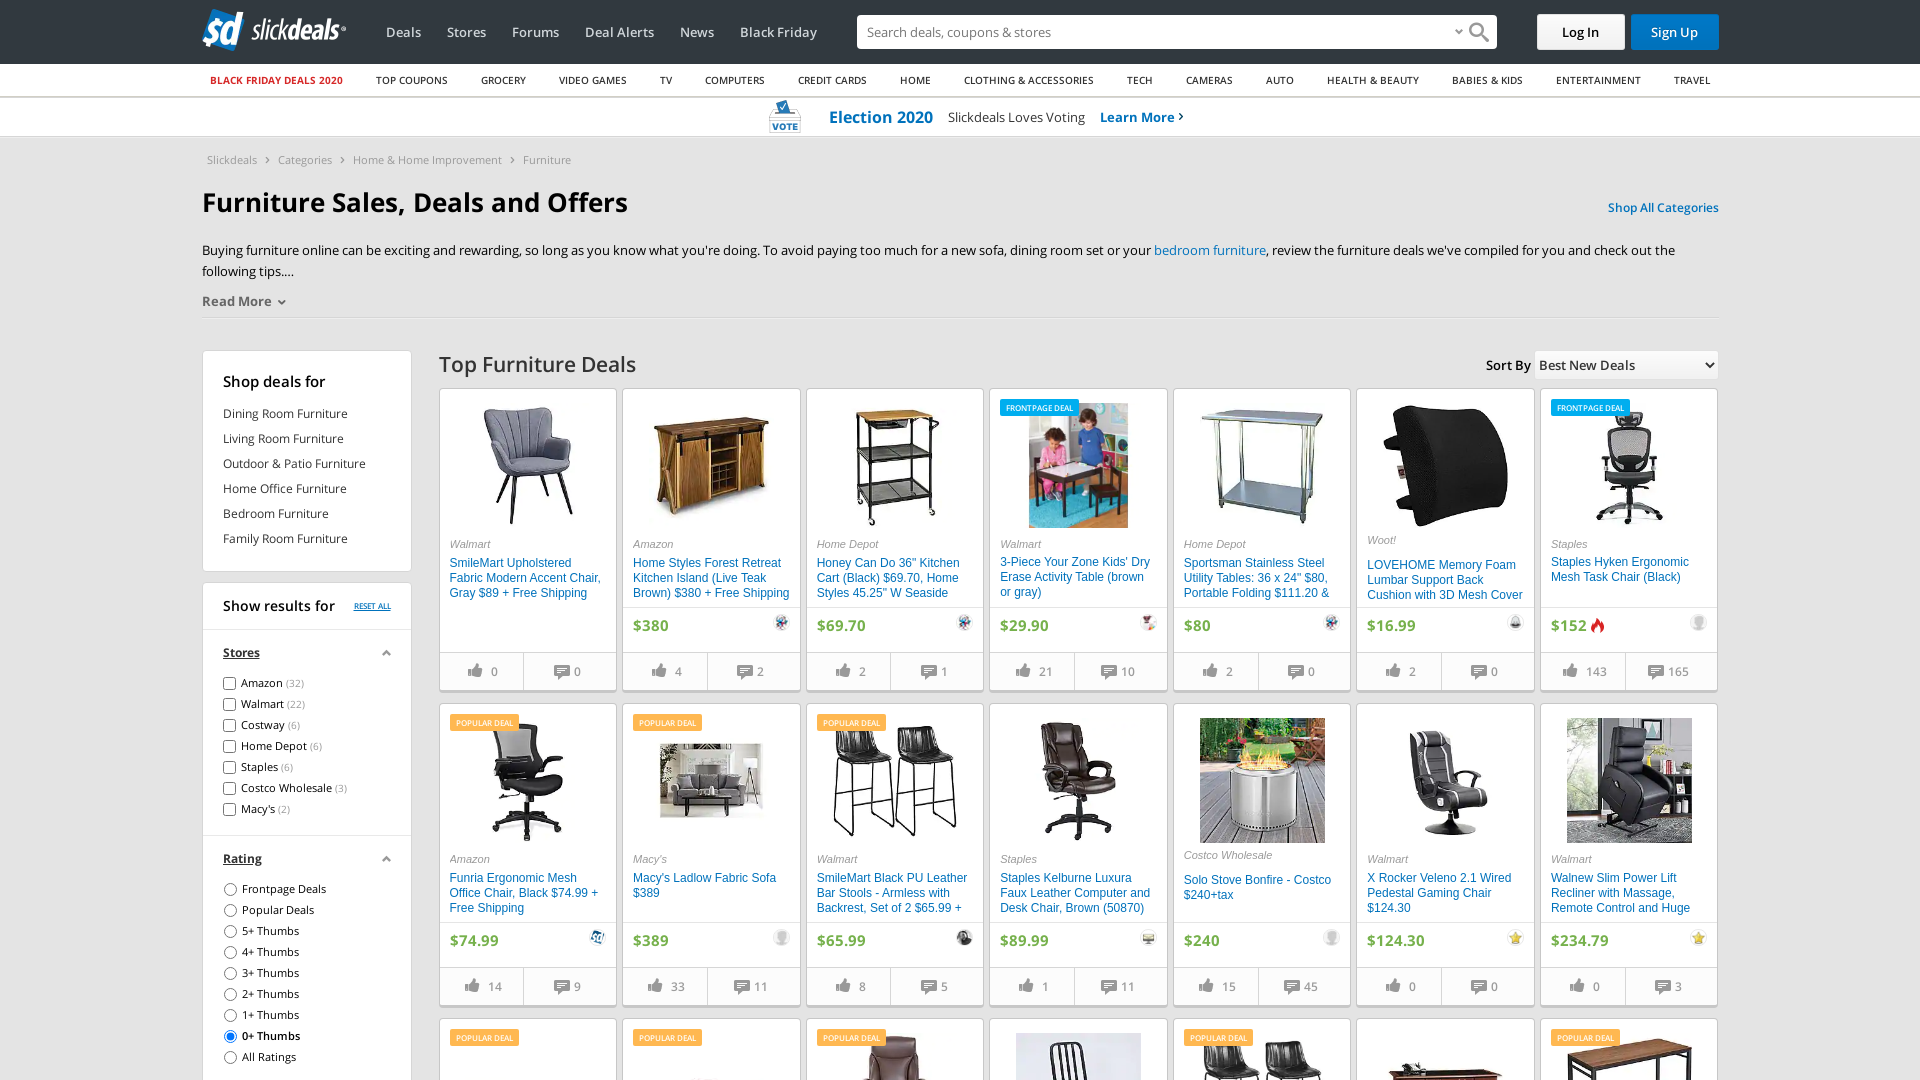 slickdeals
Deals Stores Forums Deal Alerts News Black Friday
Search deals, coupons & stores
Log In Sign Up
BLACK FRIDAY DEALS 2020 TOP COUPONS GROCERY VIDEO GAMES TV COMPUTERS CREDIT CARDS HOME CLOTHING & ACCESSORIES TECH CAMERAS AUTO HEALTH & BEAUTY BABIES & KIDS ENTERTAINMENT TRAVEL
VOTE Election 2020 Slickdeals Loves Voting Learn More
Slickdeals Categories Home & Home Improvement Furniture
Furniture Sales, Deals and Offers
Shop All Categories
Buying furniture online can be exciting and rewarding, so long as you know what you're doing. To avoid paying too much for a new sofa, dining room set or your bedroom furniture, review the furniture deals we've compiled for you and check out the
following tips....
Read More
Shop deals for
Dining Room Furniture
Living Room Furniture
Outdoor & Patio Furniture
Home Office Furniture
Bedroom Furniture
Family Room Furniture
Show results for RESET ALL
Stores
Amazon (32)
Walmart (22)
Costway (6)
Home Depot (6)
Staples (6)
Costco Wholesale (3)
Macy's (2)
Rating
Frontpage Deals
Popular Deals
5+ Thumbs
4+ Thumbs
3+ Thumbs
2+ Thumbs
1+ Thumbs
0+ Thumbs
All Ratings
Top Furniture Deals
Sort By Best New Deals
Walmart
SmileMart Upholstered
Fabric Modern Accent Chair,
Gray $89 + Free Shipping
0 0
Amazon
Home Styles Forest Retreat
Kitchen Island (Live Teak
Brown) $380 + Free Shipping
$380
4 2
Home Depot
Honey Can Do 36" Kitchen
Cart (Black) $69.70, Home
Styles 45.25" W Seaside
$69.70
2 1
FRONTPAGE DEAL
Walmart
3-Piece Your Zone Kids' Dry
Erase Activity Table (brown
or gray)
$29.90
21 10
Home Depot
Sportsman Stainless Steel
Utility Tables: 36 x 24" $80,
Portable Folding $111.20 &
$80
2 0
Woot!
LOVEHOME Memory Foam
Lumbar Support Back
Cushion with 3D Mesh Cover
$16.99
2 0
FRONTPAGE DEAL
Staples
Staples Hyken Ergonomic
Mesh Task Chair (Black)
$152
143 165
POPULAR DEAL
Amazon
Funria Ergonomic Mesh
Office Chair, Black $74.99 +
Free Shipping
$74.99
14 9
POPULAR DEAL
Macy's
Macy's Ladlow Fabric Sofa
$389
$389
33 11
POPULAR DEAL
Walmart
SmileMart Black PU Leather
Bar Stools - Armless with
Backrest, Set of 2 $65.99 +
$65.99
8 5
Staples
Staples Kelburne Luxura
Faux Leather Computer and
Desk Chair, Brown (50870)
$89.99
1 11
Costco Wholesale
Solo Stove Bonfire - Costco
$240+tax
$240
15 45
Walmart
X Rocker Veleno 2.1 Wired
Pedestal Gaming Chair
$124.30
$124.30
0 0
Walmart
Walnew Slim Power Lift
Recliner with Massage,
Remote Control and Huge
$234.79
0 3
POPULAR DEAL
POPULAR DEAL
POPULAR DEAL
POPULAR DEAL
POPULAR DEAL